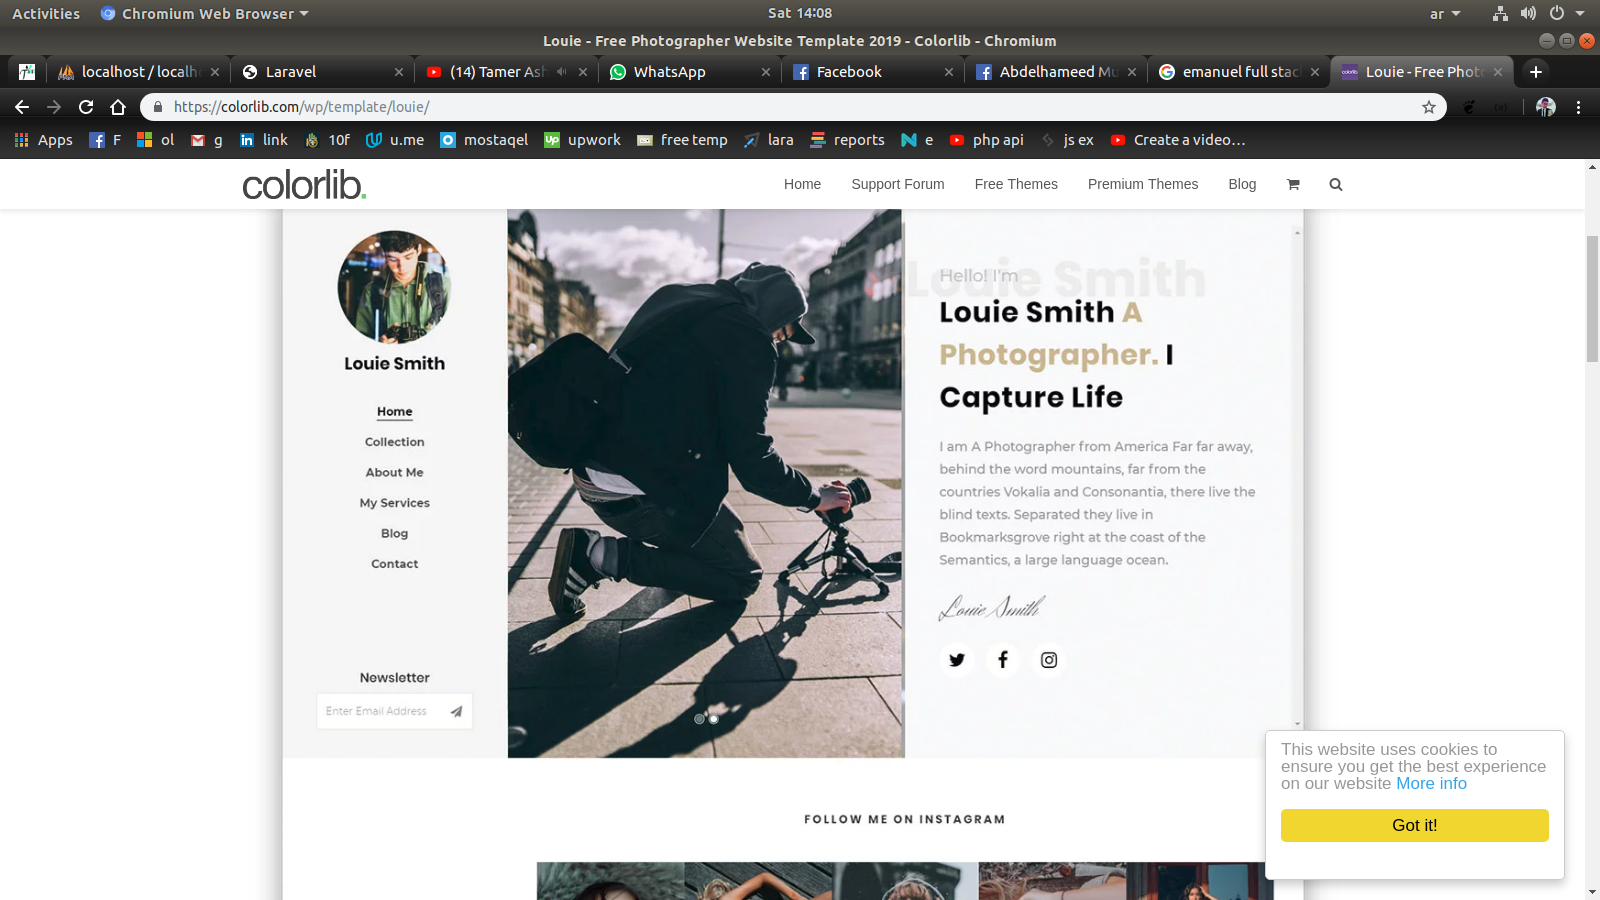 Activities
Chromium Web Browser
Sat 14:08
ar
Louie - Free Photographer Website Template 2019 - Colorlib - Chromium
localhost / localh
Laravel
(14) Tamer Ash
WhatsApp
Facebook
Abdelhameed Mu
emanuel full stac
Louie - Free Phot
https://colorlib.com/wp/template/louie/
Apps
F
ol
g
link
10f
u.me
mostaqel
upwork
free temp
lara
reports
e
php api
js ex
Create a video...
colorlib.
Home
Support Forum
Free Themes
Premium Themes
Blog
Louie Smith
Home
Collection
About Me
My Services
Blog
Contact
Newsletter
Enter Email Address
Louie Smith
Hello! I'm
Louie Smith A
Photographer. I
Capture Life
I am A Photographer from America Far far away,
behind the word mountains, far from the
countries Vokalia and Consonantia, there live the
blind texts. Separated they live in
Bookmarksgrove right at the coast of the
Semantics, a large language ocean.
Louie Smith
FOLLOW ME ON INSTAGRAM
This website uses cookies to
ensure you get the best experience
on our website More info
Got it!